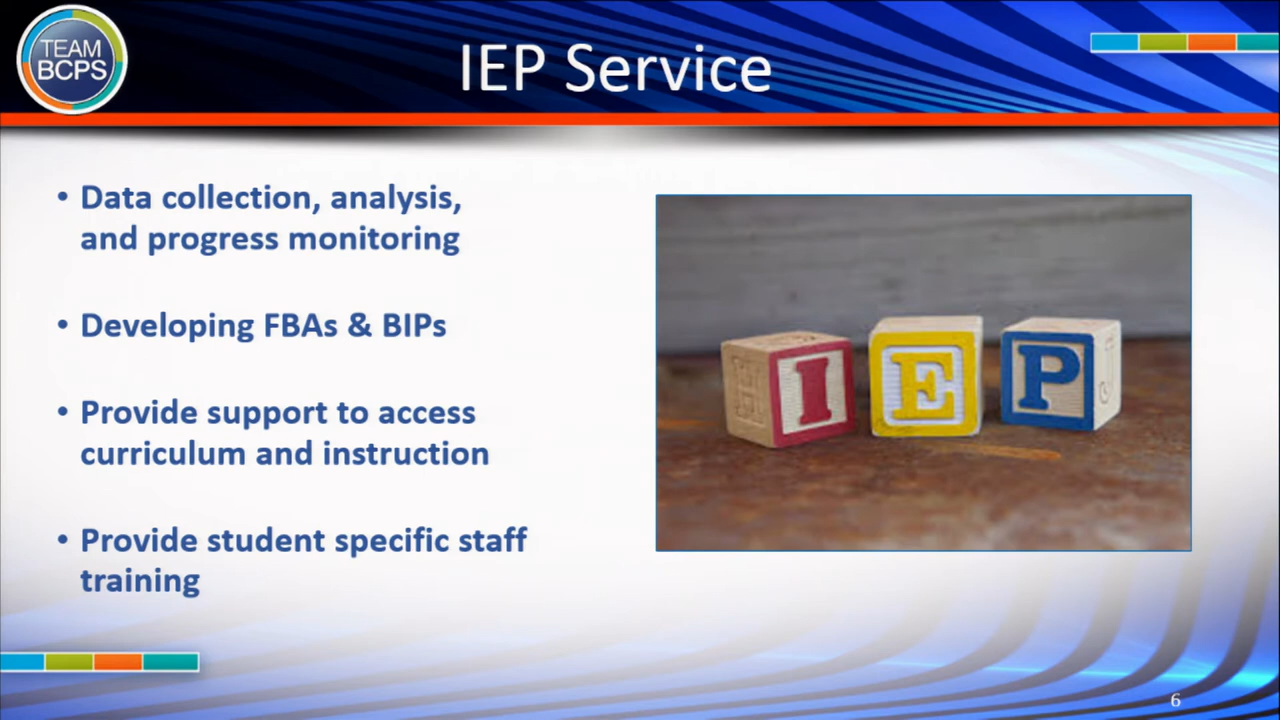 TEAM
BCPS
IEP Service
• Data collection, analysis,
and progress monitoring
• Developing FBAs & BIPs
• Provide support to access
curriculum and instruction
• Provide student specific staff
training
I E P
6